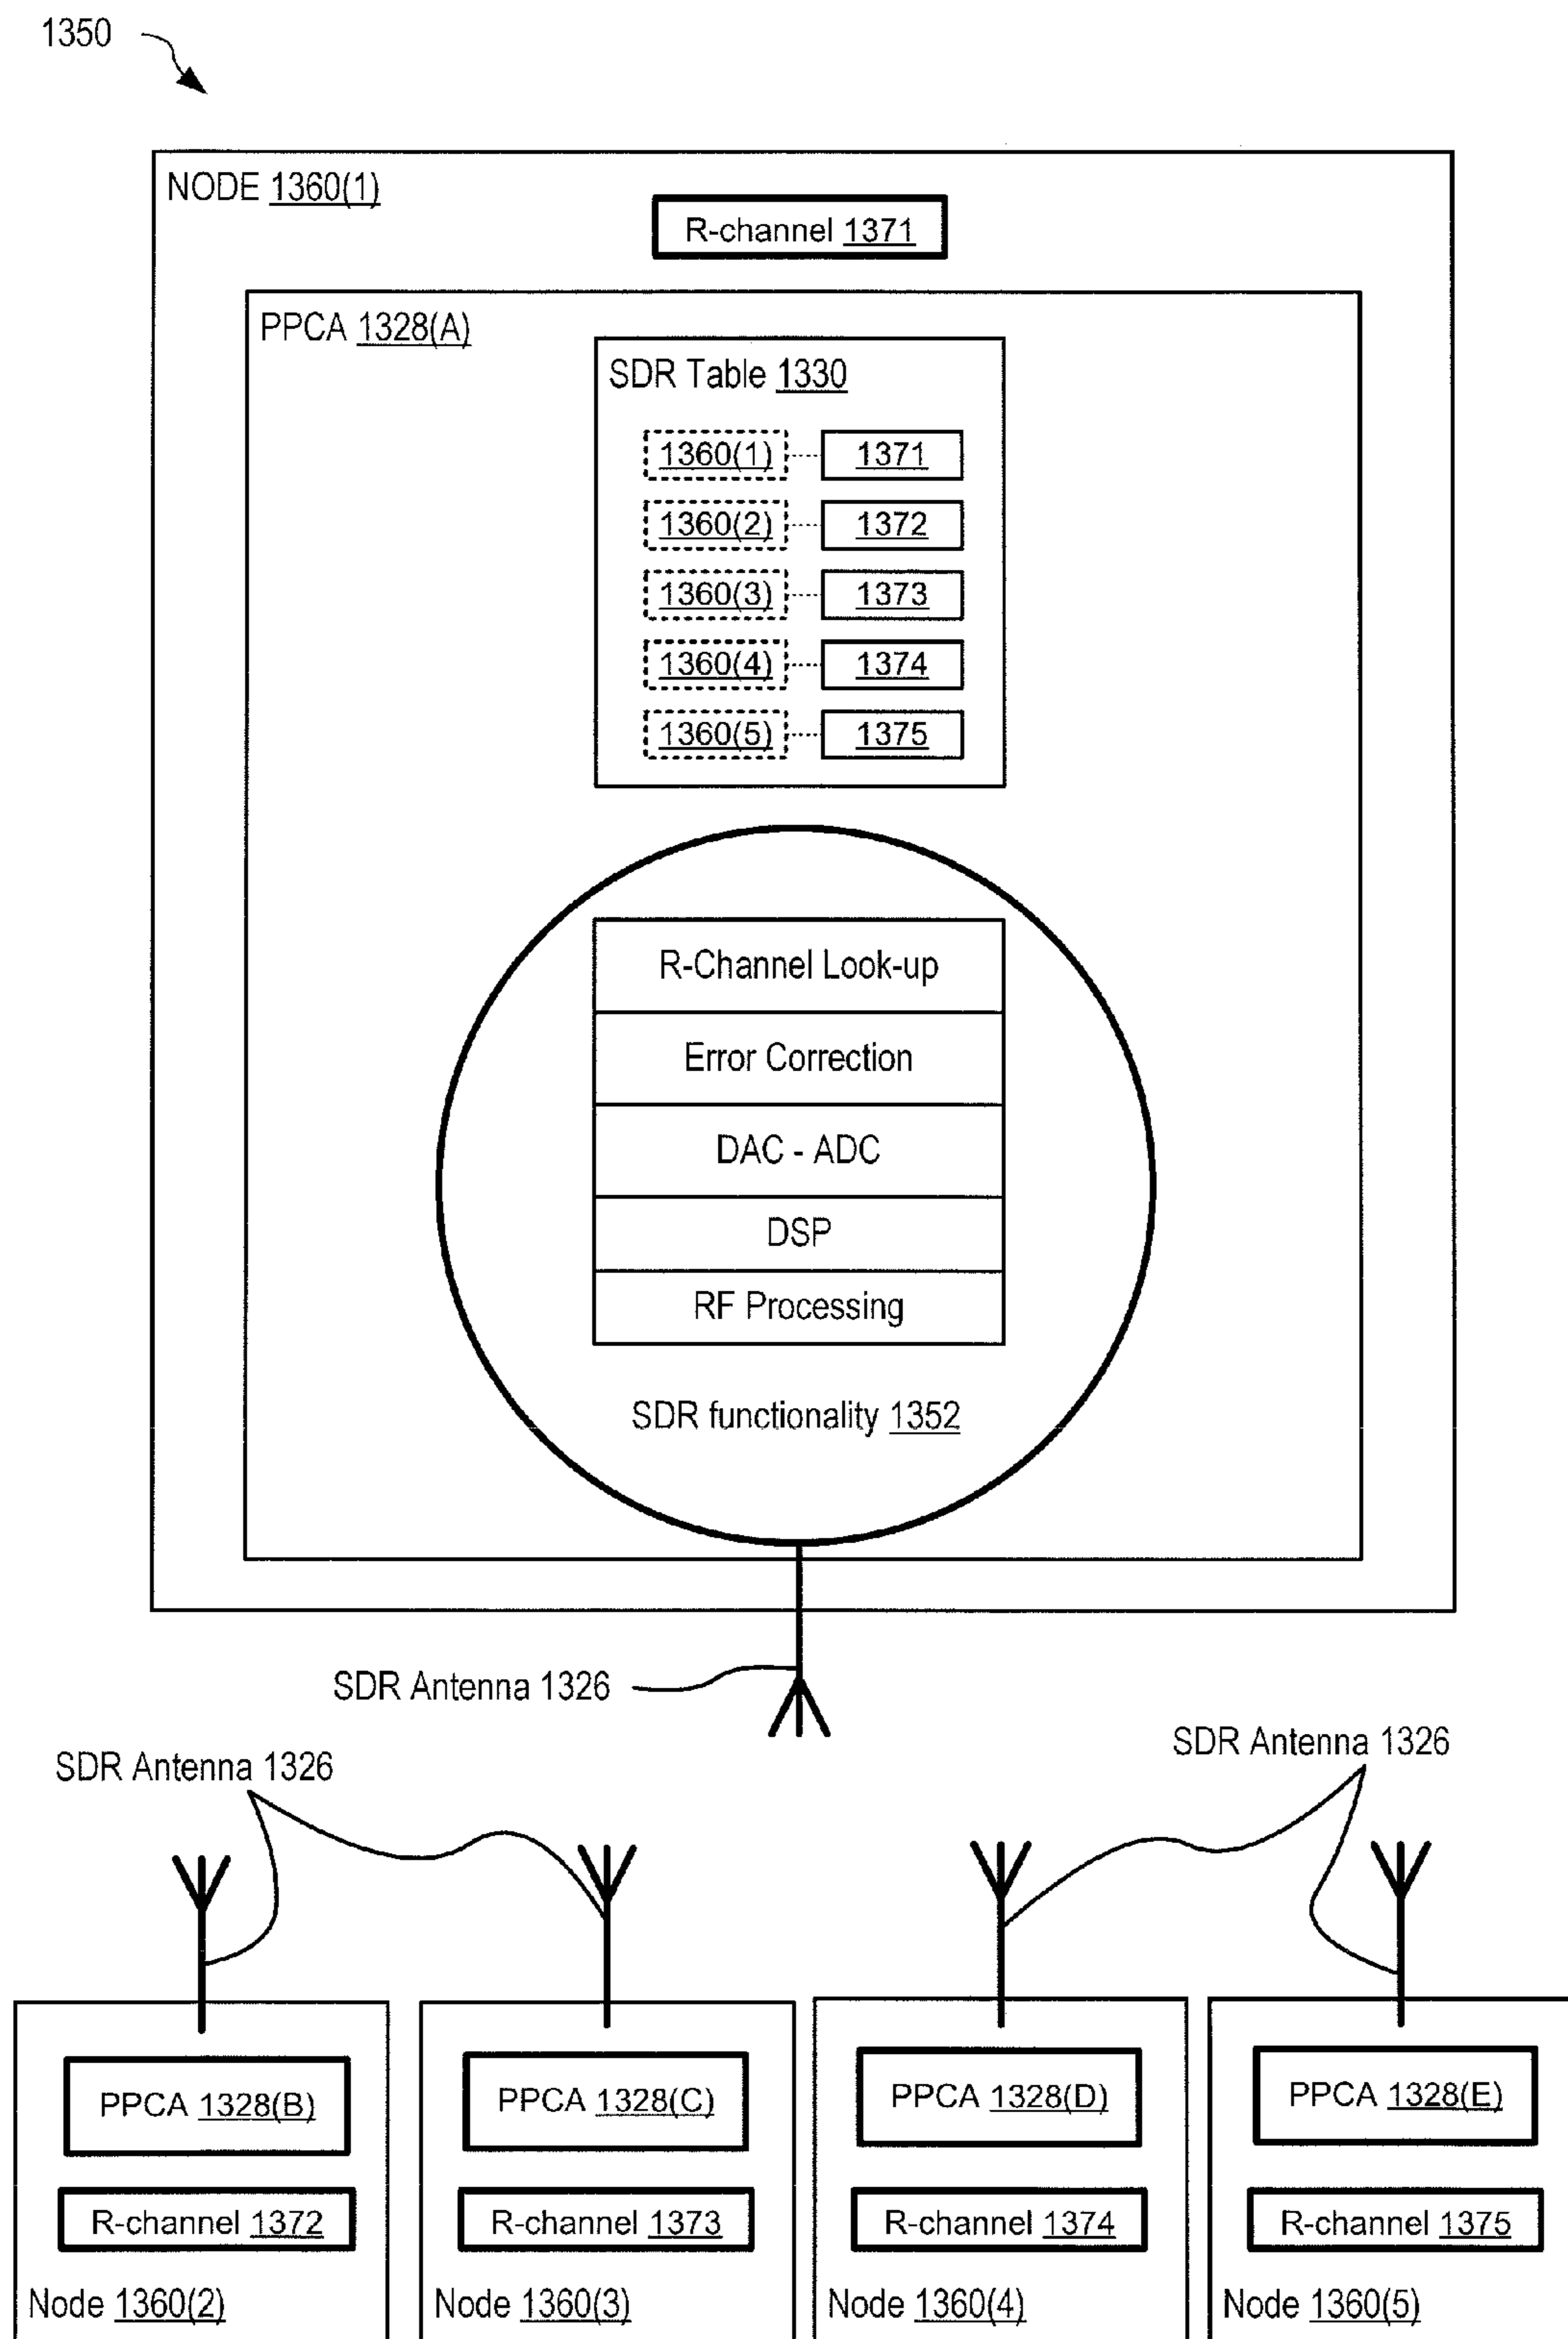 1350
NODE 1360(1)
R-channel 1371
PPCA 1328(A)
SDR Table 1330
1360(1) 1371
1360(2) 1372
1360(3) 1373
1360(4) 1374
1360(5) 1375
R-Channel Look-up
Error Correction
DAC - ADC
DSP
RF Processing
SDR functionality 1352
SDR Antenna 1326
SDR Antenna 1326
SDR Antenna 1326
PPCA 1328(B)
R-channel 1372
Node 1360(2)
PPCA 1328(C)
R-channel 1373
Node 1360(3)
PPCA 1328(D)
R-channel 1374
Node 1360(4)
PPCA 1328(E)
R-channel 1375
Node 1360(5)